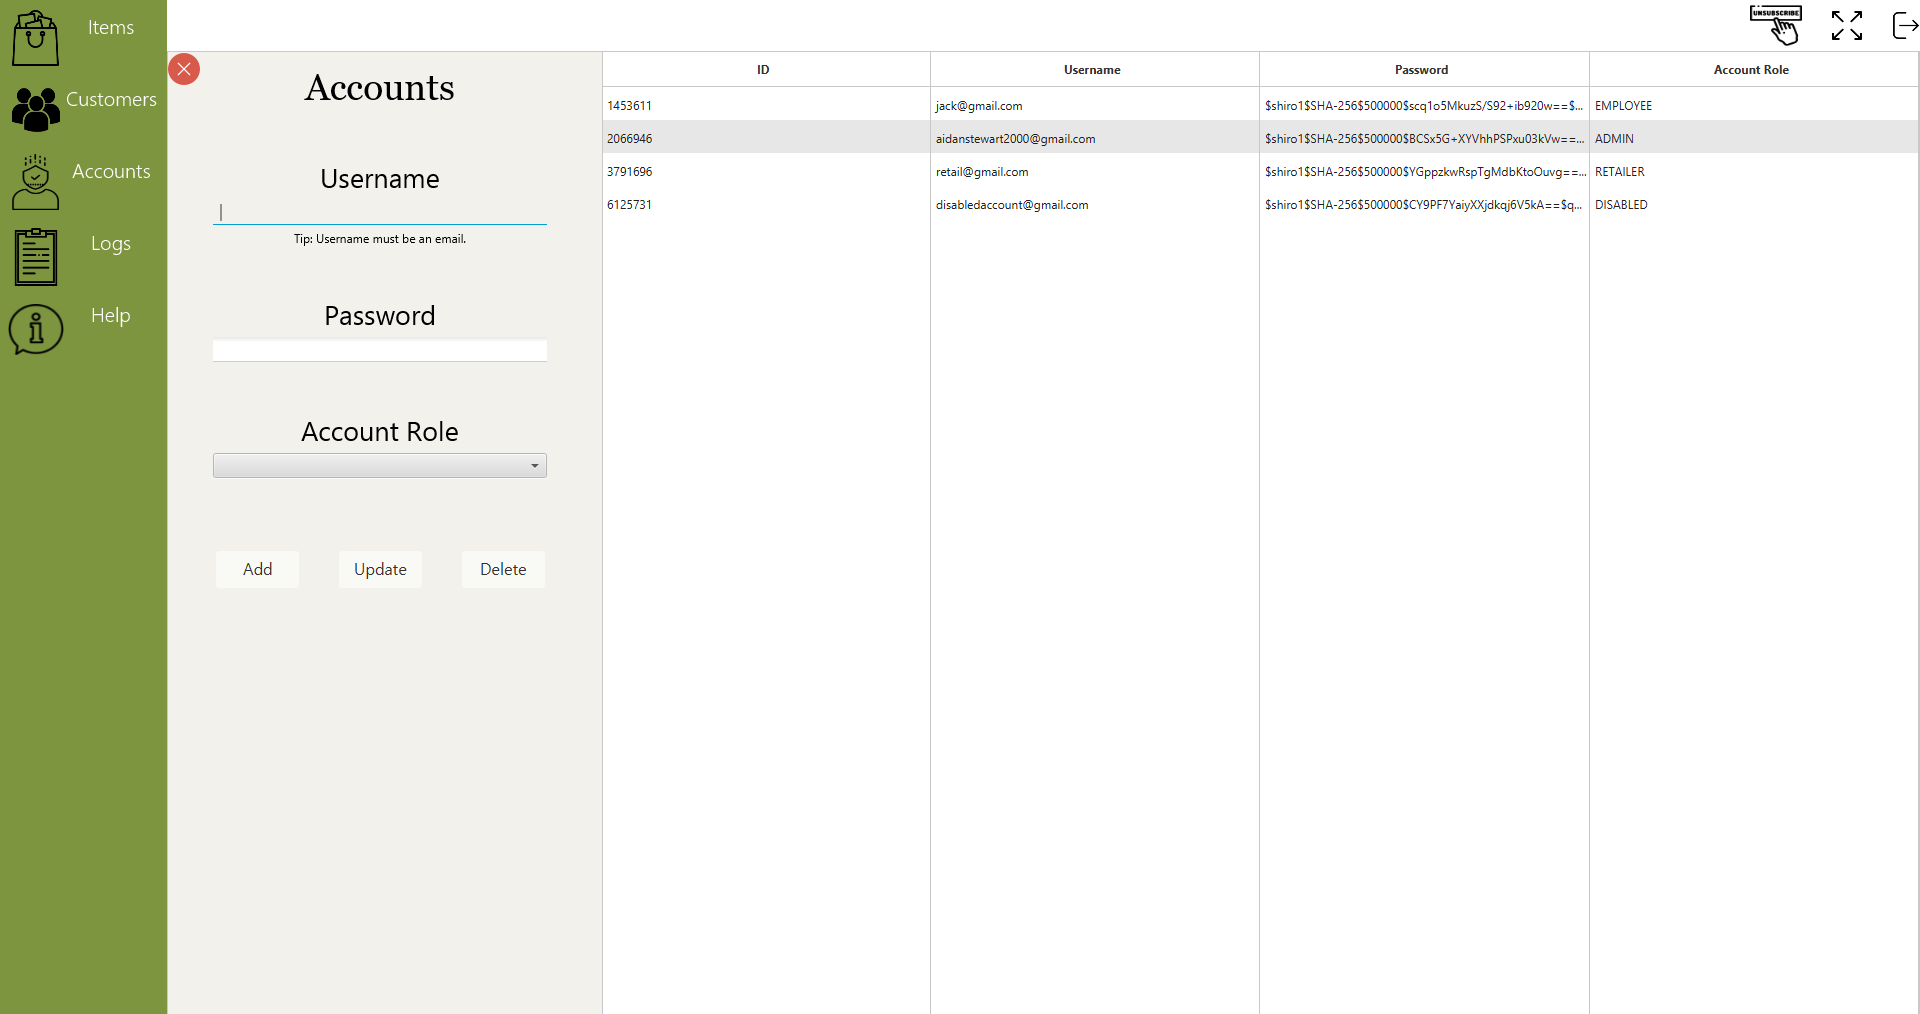 Items
Customers
Accounts
Logs
Help
UNSUBSCRIBE
Accounts
Username
Tip: Username must be an email.
Password
Account Role
Add Update Delete
ID Username Password Account Role
1453611 jack@gmail.com $shiro1$SHA-256$500000$scq1o5MkuzS/S92+ib920w==$... EMPLOYEE
2066946 aidanstewart2000@gmail.com $shiro1$SHA-256$500000$BCSx5G+XYVhhPSPxu03kVw==... ADMIN
3791696 retail@gmail.com $shiro1$SHA-256$500000$YGppzkwRspTgMdbKtoOuvg==... RETAILER
6125731 disabledaccount@gmail.com $shiro1$SHA-256$500000$CY9PF7YaiyXXjdkqj6V5kA==$q... DISABLED